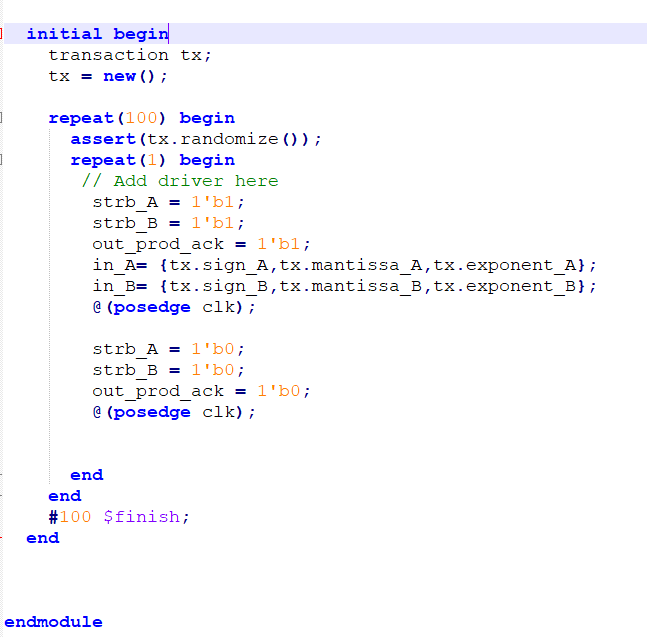 initial begin
transaction tx;
tx = new();
repeat(100) begin
assert(tx.randomize());
repeat(1) begin
// Add driver here
strb_A = 1'b1;
strb_B = 1'b1;
out_prod_ack = 1'b1;
in_A= {tx.sign_A,tx.mantissa_A,tx.exponent_A};
in_B= {tx.sign_B,tx.mantissa_B,tx.exponent_B};
@(posedge clk);
strb_A = 1'b0;
strb_B = 1'b0;
out_prod_ack = 1'b0;
@(posedge clk);
end
end
#100 $finish;
end
endmodule